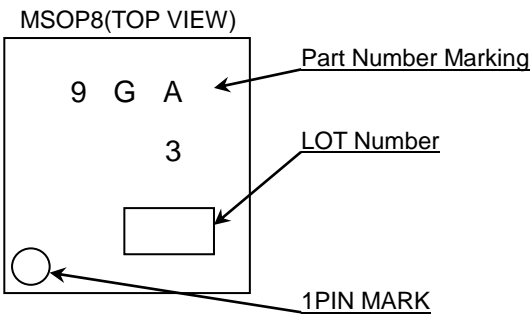 MSOP8(TOP VIEW)
Part Number Marking
9 G A
3
LOT Number
1PIN MARK